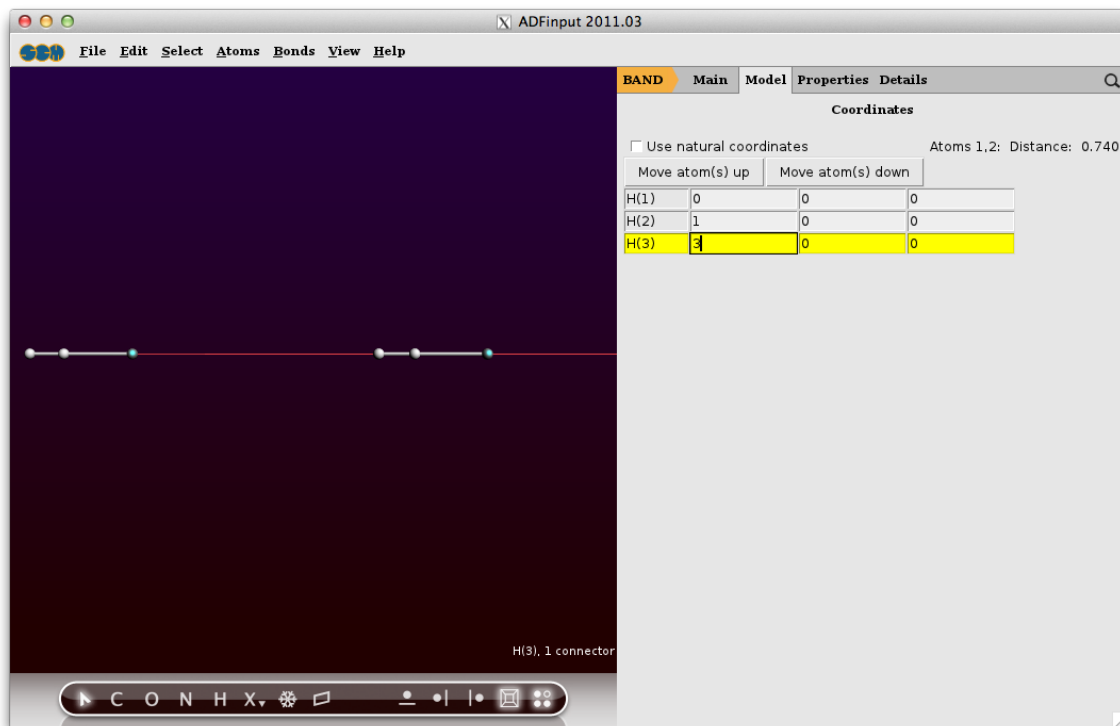 ADFinput 2011.03
SCM File Edit Select Atoms Bonds View Help
BAND Main Model Properties Details
Coordinates
Use natural coordinates Atoms 1,2: Distance: 0.740
Move atom(s) up Move atom(s) down
H(1) 0 0 0
H(2) 1 0 0
H(3) 3 0 0
H(3), 1 connector
C O N H X